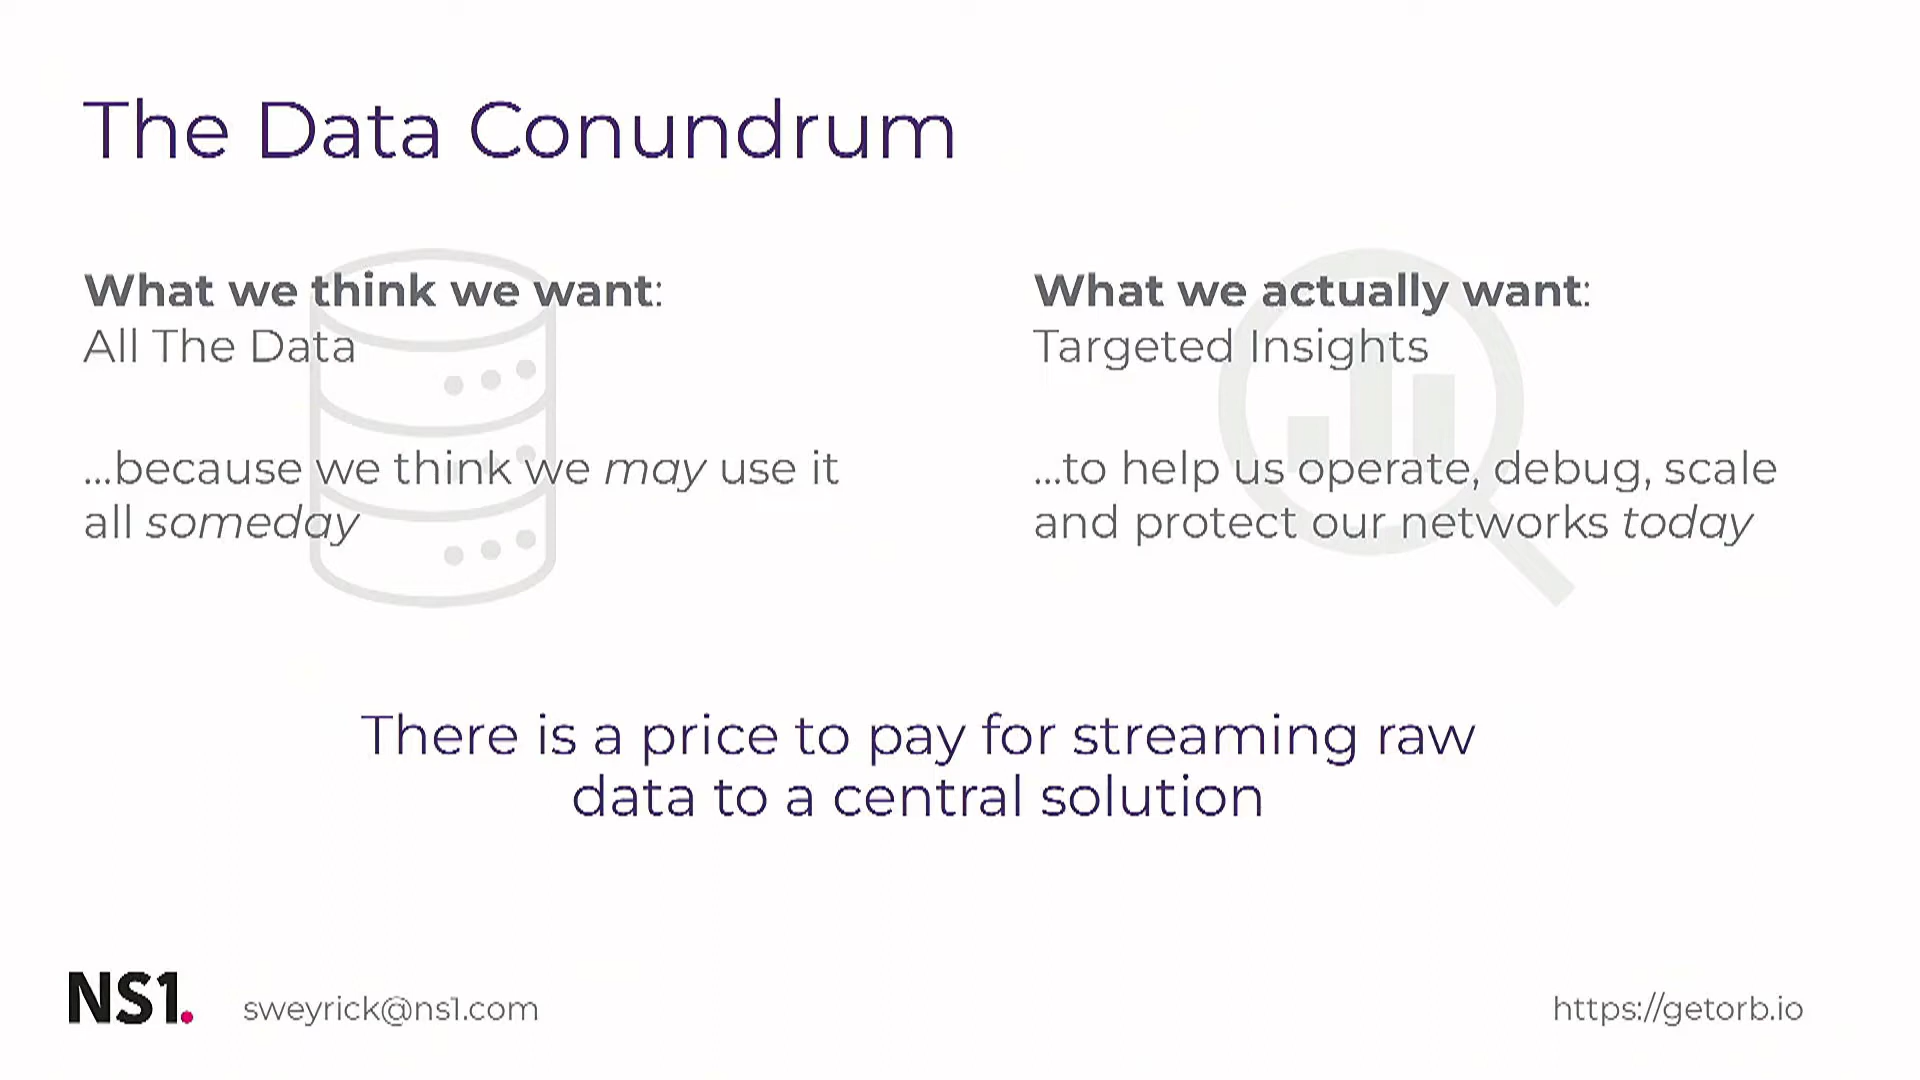 The Data Conundrum
What we think we want:
All The Data
...because we think we may use it
all someday
What we actually want:
Targeted Insights
...to help us operate, debug, scale
and protect our networks today
There is a price to pay for streaming raw
data to a central solution
NS1.
sweyrick@ns1.com
https://getorb.io